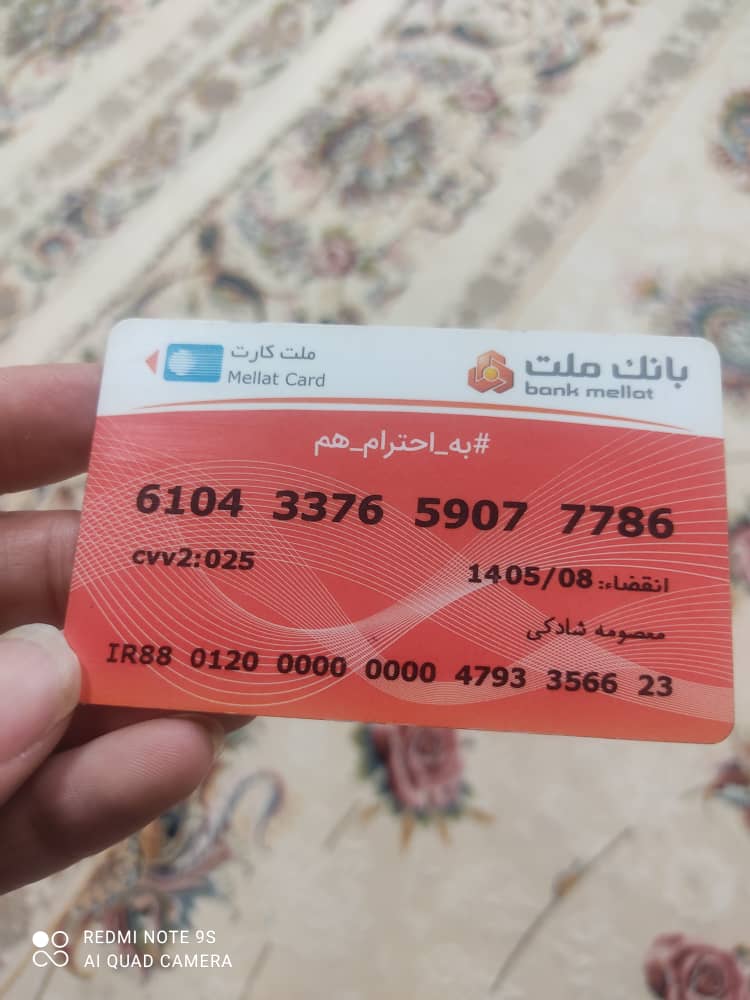 ملت کارت
Mellat Card
بانك ملت
bank mellat
#به_احترام_هم
6104 3376 5907 7786
cvv2:025
انقضاء: 1405/08
معصومه شادکی
IR88 0120 0000 0000 4793 3566 23
REDMI NOTE 9S
AI QUAD CAMERA